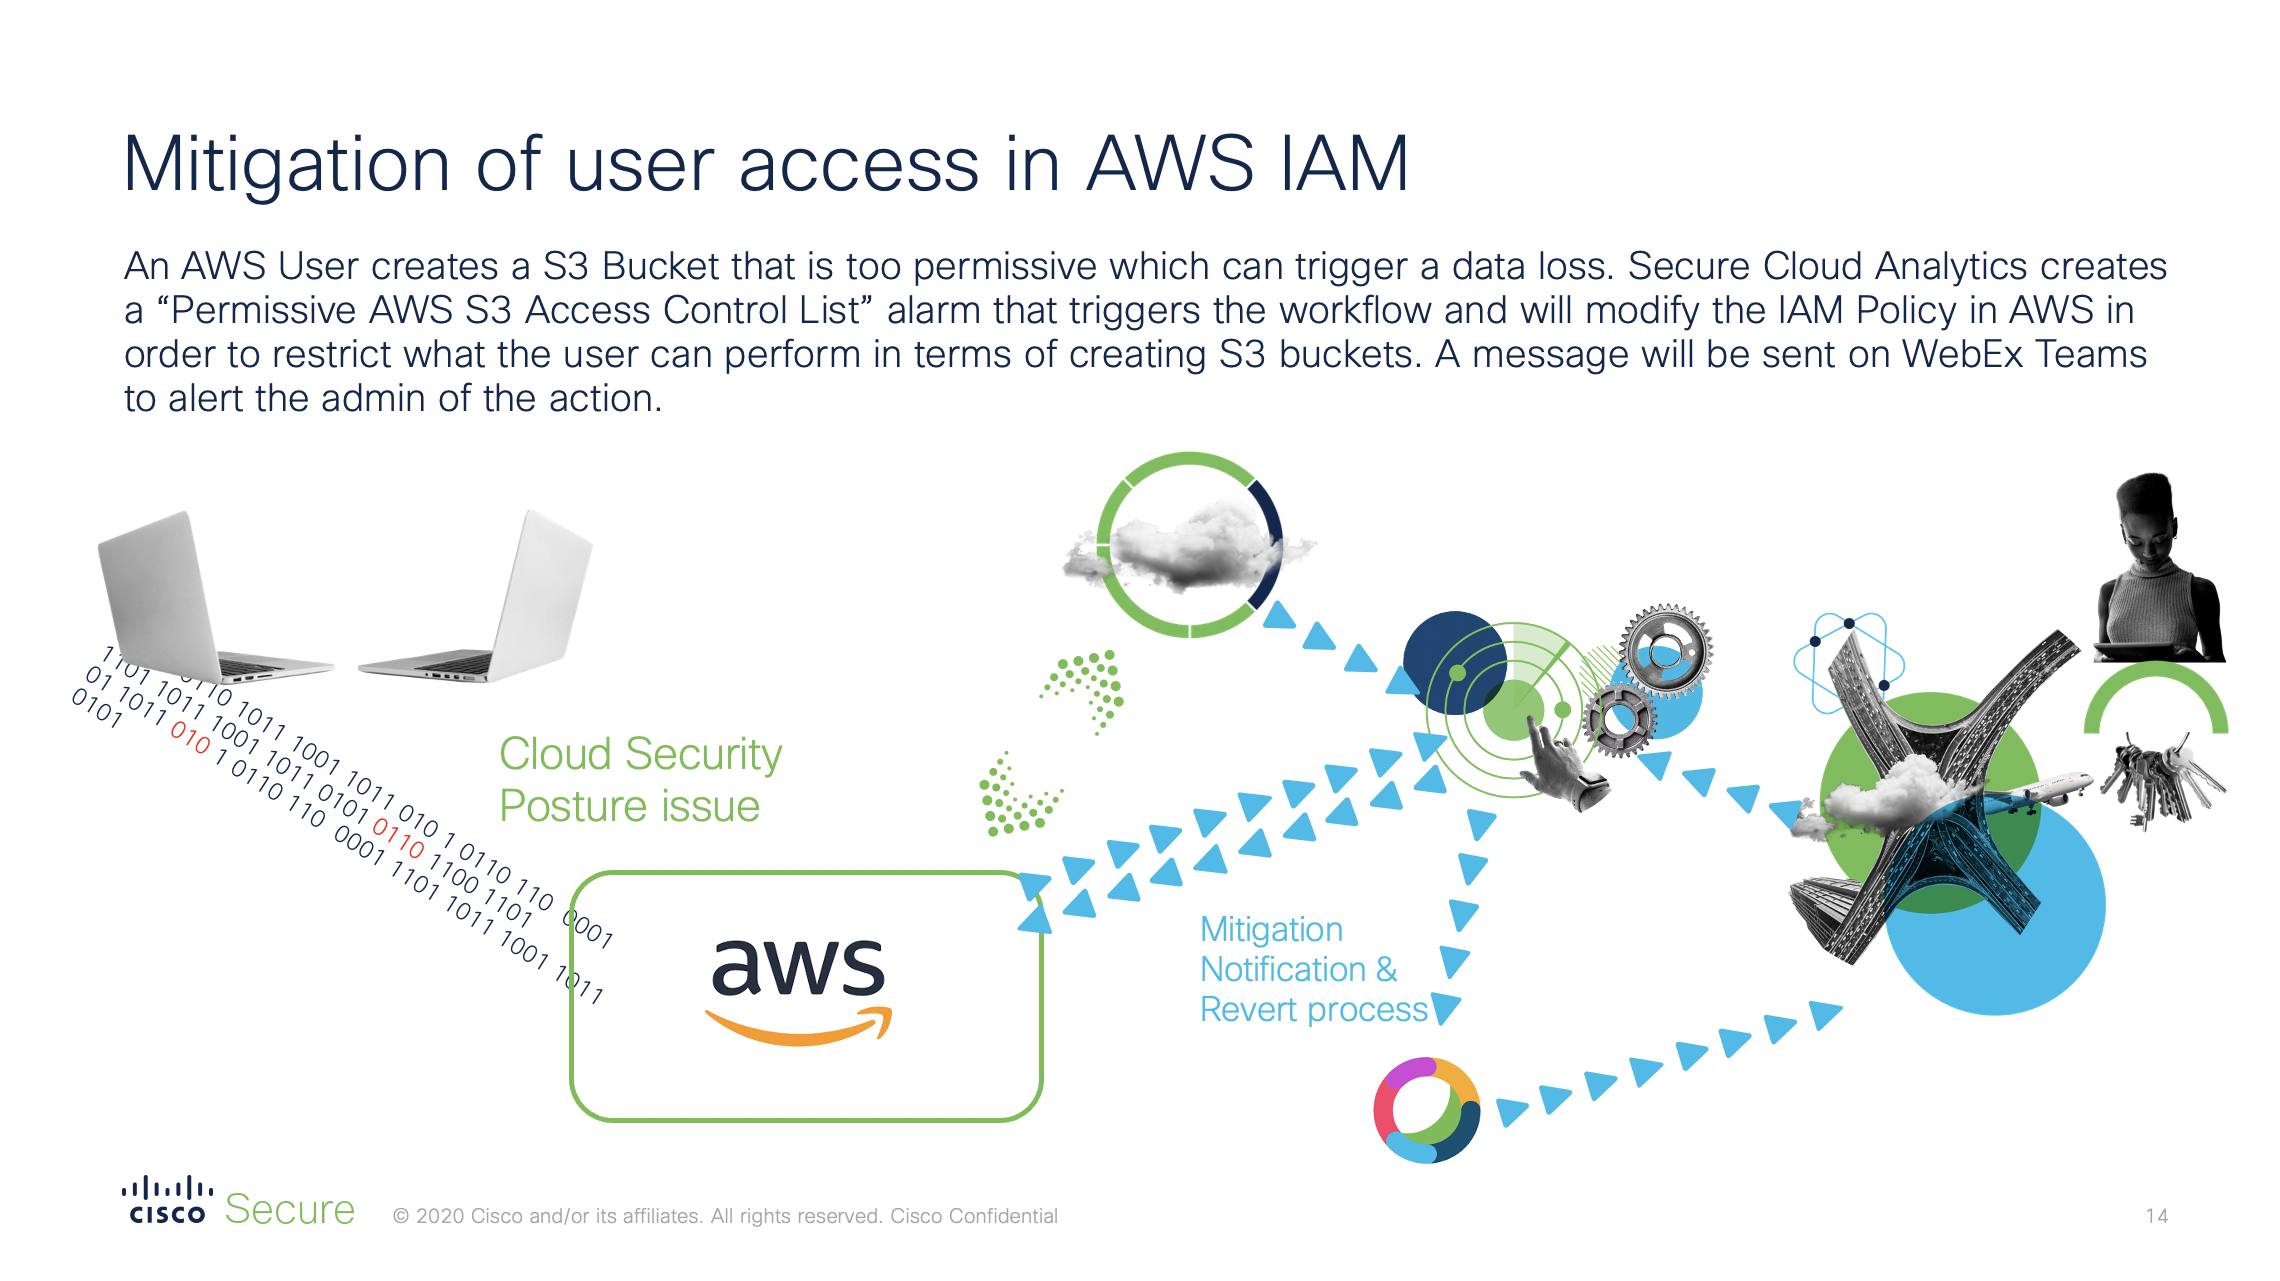 Mitigation of user access in AWS IAM
An AWS User creates a S3 Bucket that is too permissive which can trigger a data loss. Secure Cloud Analytics creates
a “Permissive AWS S3 Access Control List” alarm that triggers the workflow and will modify the IAM Policy in AWS in
order to restrict what the user can perform in terms of creating S3 buckets. A message will be sent on WebEx Teams
to alert the admin of the action.
0110 1011 1001 1011 010 1 0110 110 0001
1101 1011 1001 1011 0101 0110 1100 1101
01 1011 010 1 0110 110 0001 1101 1011 1001 1011
0101
Cloud Security
Posture issue
aws
Mitigation
Notification &
Revert process
CISCO Secure
© 2020 Cisco and/or its affiliates. All rights reserved. Cisco Confidential
14